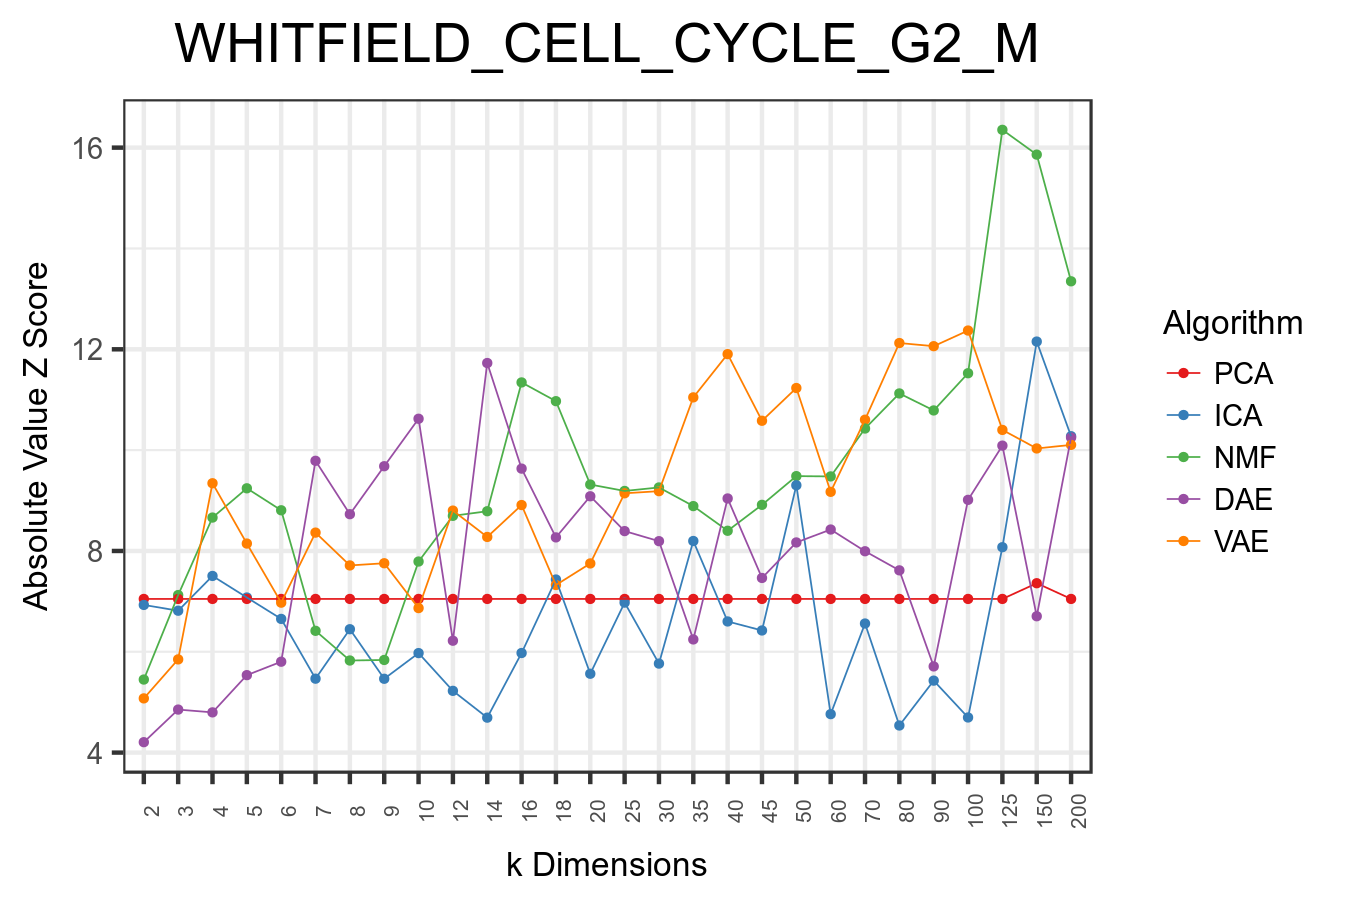 WHITFIELD_CELL_CYCLE_G2_M
Absolute Value Z Score
16
12
8
4
2 3 4 5 6 7 8 9 10 12 14 16 18 20 25 30 35 40 45 50 60 70 80 90 100 125 150 200
k Dimensions
Algorithm
PCA
ICA
NMF
DAE
VAE